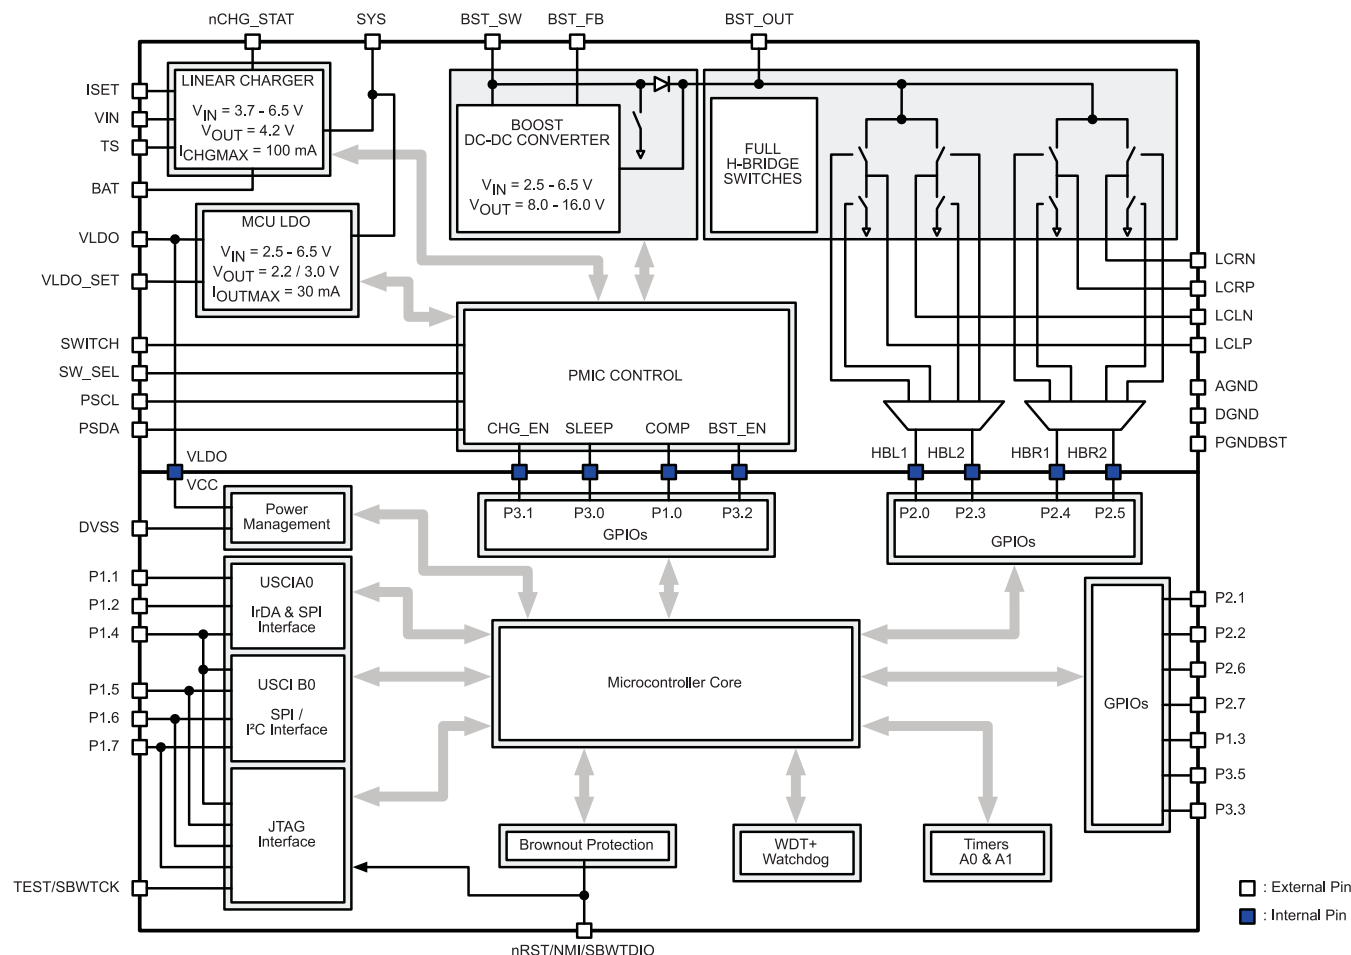 nCHG_STAT
SYS
BST_SW
BST_FB
BST_OUT
ISET
VIN
TS
BAT
VLDO
VLDO_SET
SWITCH
SW_SEL
PSCL
PSDA
LINEAR CHARGER
VIN = 3.7 - 6.5 V
VOUT = 4.2 V
ICHGMAX = 100 mA
MCU LDO
VIN = 2.5 - 6.5 V
VOUT = 2.2 / 3.0 V
IOUTMAX = 30 mA
BOOST
DC-DC CONVERTER
VIN = 2.5 - 6.5 V
VOUT = 8.0 - 16.0 V
FULL
H-BRIDGE
SWITCHES
LCRN
LCRP
LCLN
LCLP
AGND
DGND
PGNDBST
PMIC CONTROL
CHG_EN
SLEEP
COMP
BST_EN
HBL1
HBL2
HBR1
HBR2
VLDO
VCC
DVSS
Power
Management
P3.1
P3.0
P1.0
P3.2
GPIOs
P2.0
P2.3
P2.4
P2.5
GPIOs
P1.1
P1.2
P1.4
P1.5
P1.6
P1.7
USCIA0
IrDA & SPI
Interface
USCI B0
SPI /
I²C Interface
JTAG
Interface
Microcontroller Core
GPIOs
P2.1
P2.2
P2.6
P2.7
P1.3
P3.5
P3.3
Brownout Protection
WDT+
Watchdog
Timers
A0 & A1
TEST/SBWTCK
nRST/NMI/SBWTDIO
: External Pin
: Internal Pin